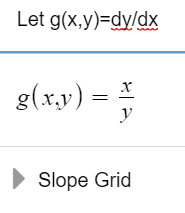 Let g(x,y)=dy/dx
g(x,y) = x/y
Slope Grid